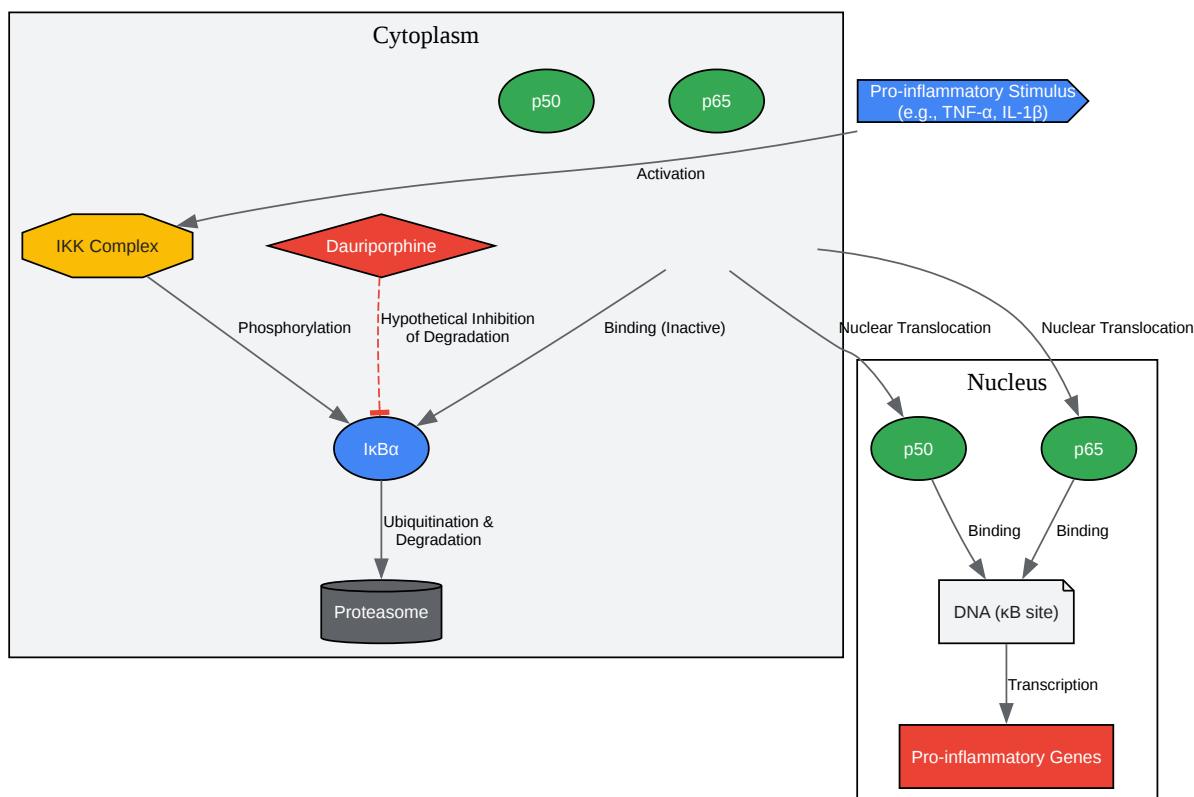 Cytoplasm
p50
p65
Pro-inflammatory Stimulus
(e.g., TNF-α, IL-1β)
Activation
IKK Complex
Dauriporphine
Phosphorylation
Hypothetical Inhibition
of Degradation
Binding (Inactive)
Nuclear Translocation
Nuclear Translocation
Nucleus
IκBα
p50
p65
Ubiquitination &
Degradation
Binding
Binding
Proteasome
DNA (κB site)
Transcription
Pro-inflammatory Genes